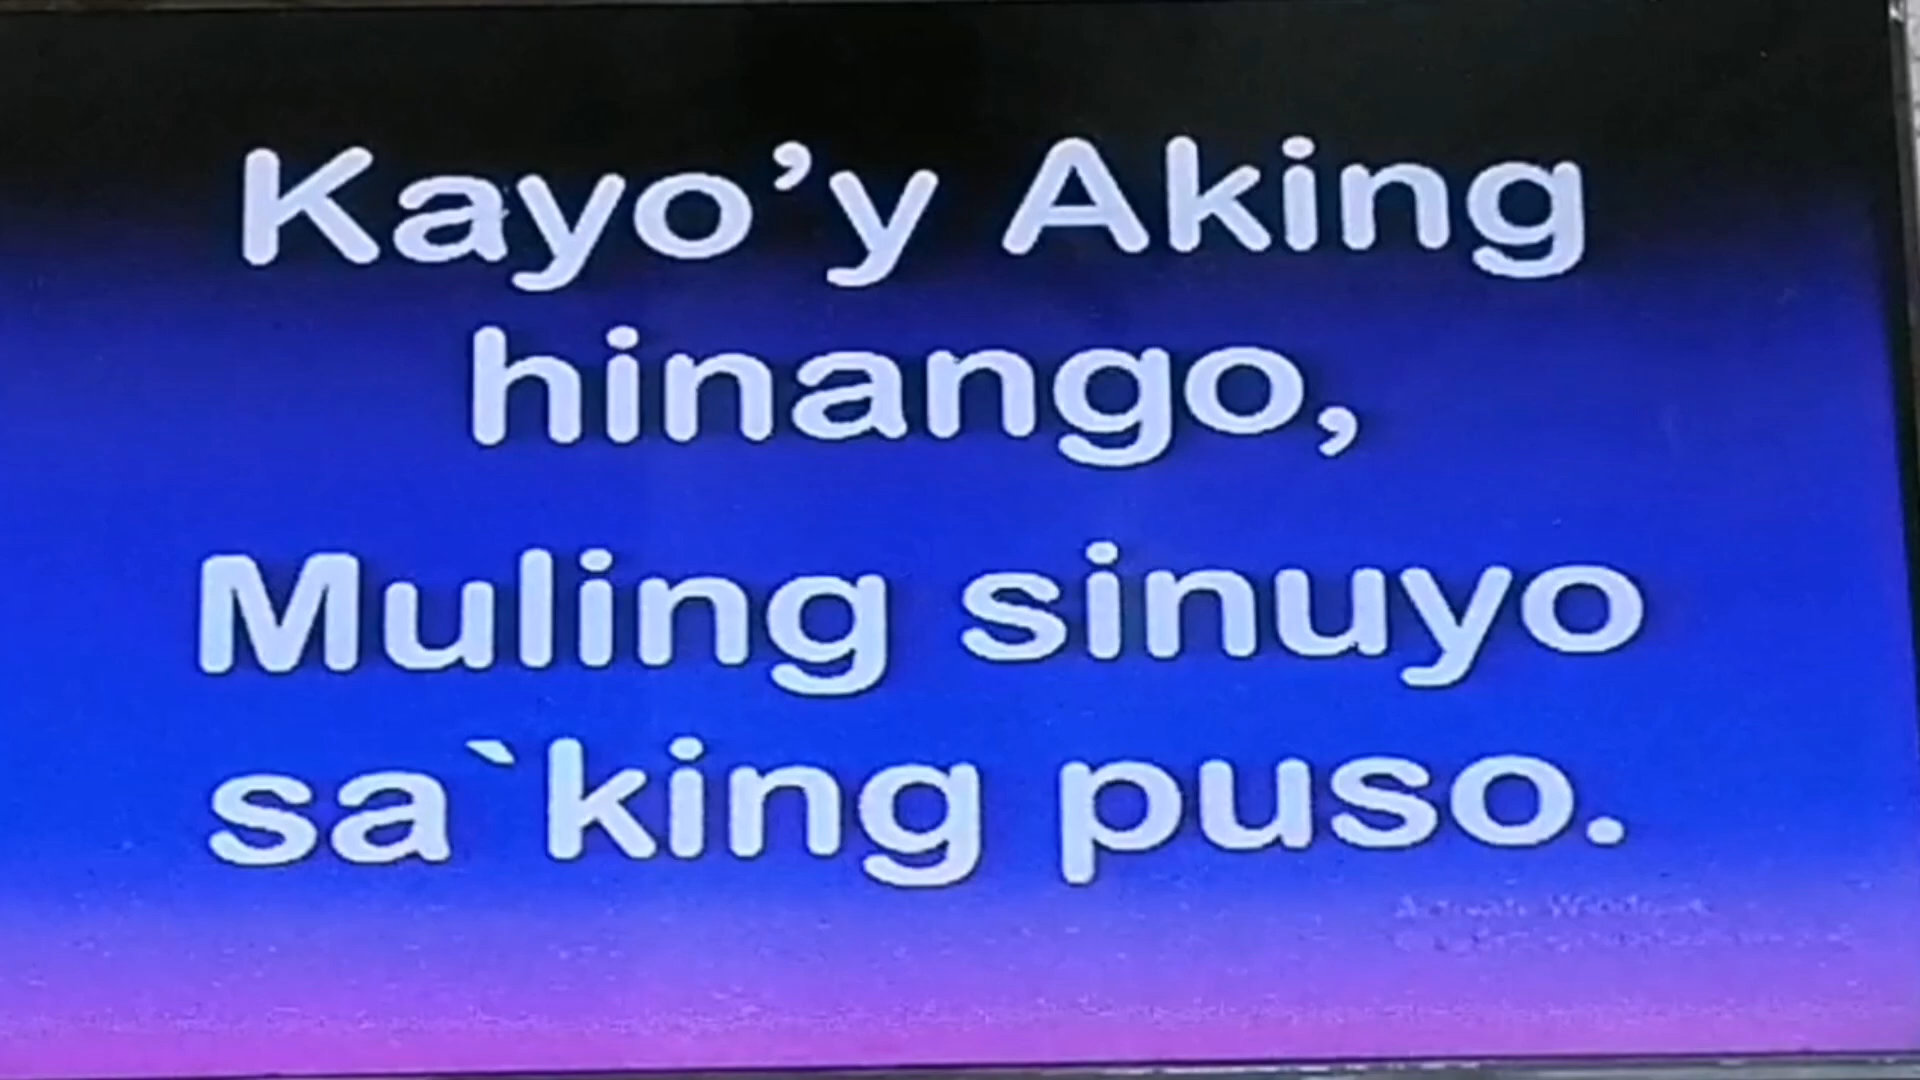 Kayo’y Aking
hinango,
Muling sinuyo
sa`king puso.